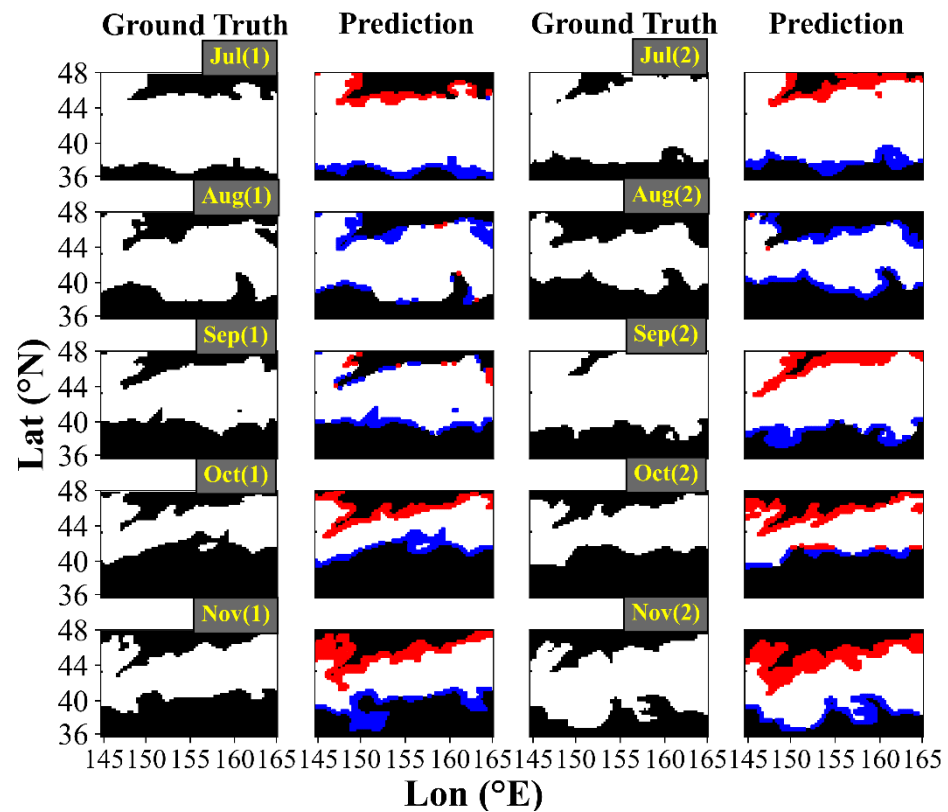 Ground Truth Prediction Ground Truth Prediction
Jul(1) Jul(2)
48
44
40
36
Aug(1) Aug(2)
48
44
40
36
Sep(1) Sep(2)
48
44
40
36
Oct(1) Oct(2)
48
44
40
36
Nov(1) Nov(2)
48
44
40
36
Lat (°N)
145 150 155 160 165 145 150 155 160 165 145 150 155 160 165 145 150 155 160 165
Lon (°E)